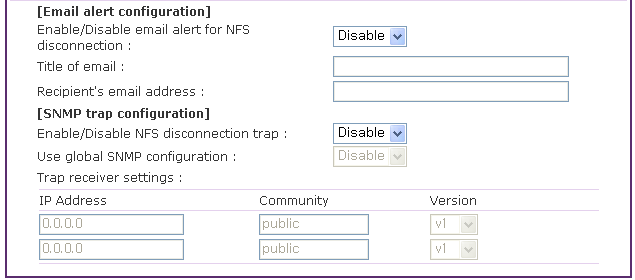 [Email alert configuration]
Enable/Disable email alert for NFS
disconnection : Disable
Title of email :
Recipient's email address :
[SNMP trap configuration]
Enable/Disable NFS disconnection trap : Disable
Use global SNMP configuration : Disable
Trap receiver settings :
IP Address Community Version
0.0.0.0 public v1
0.0.0.0 public v1